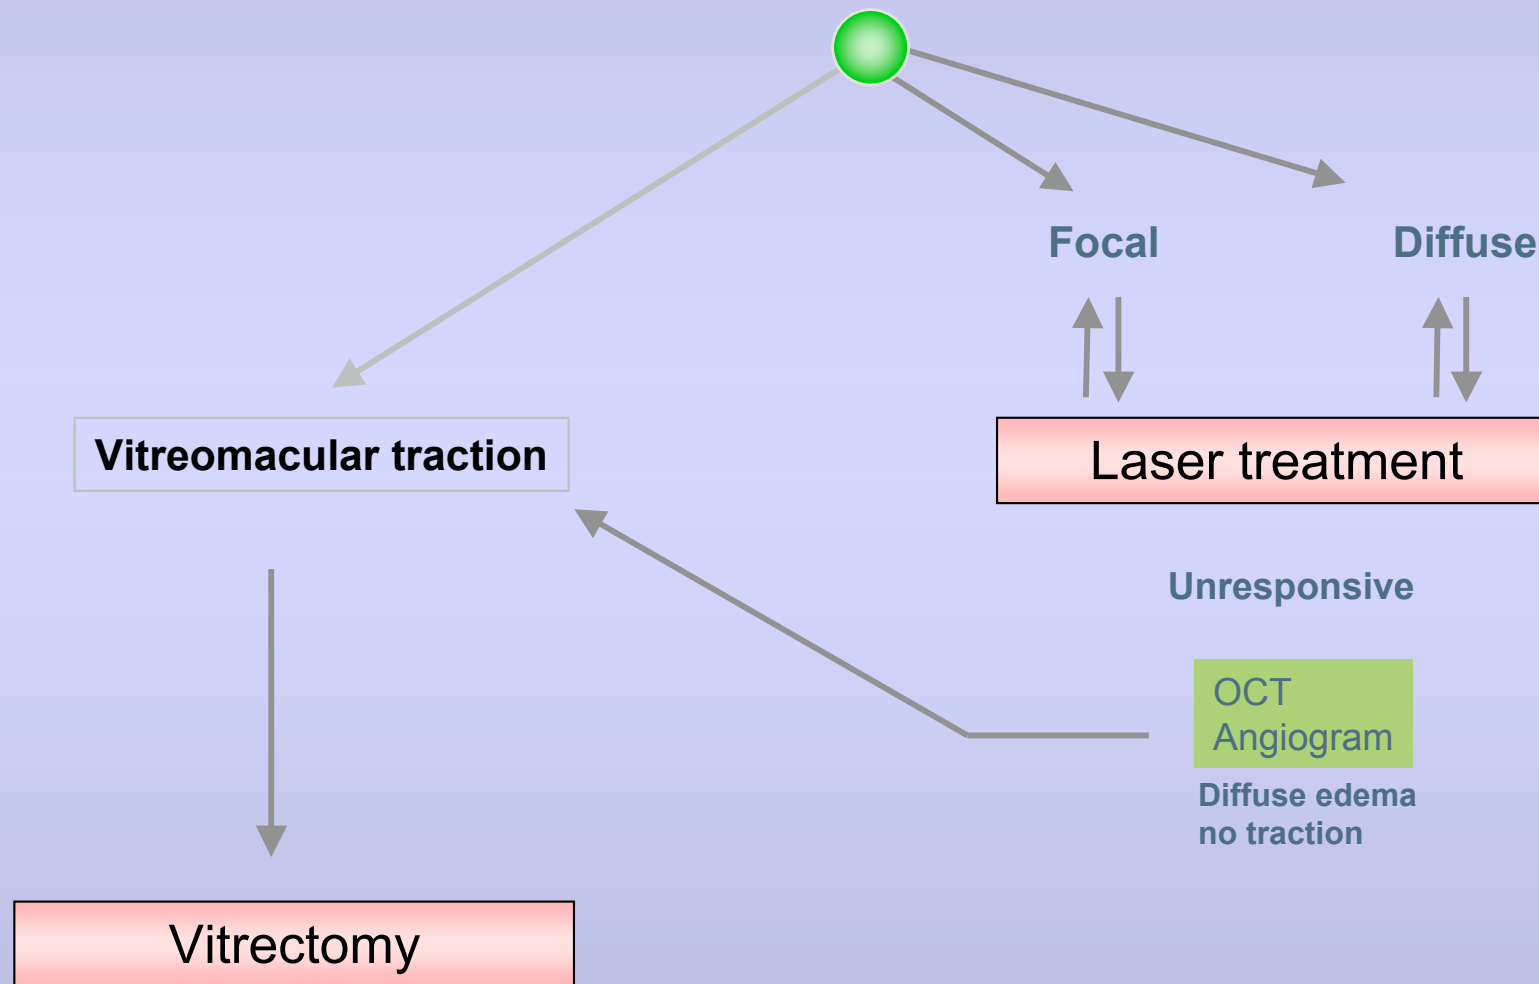 Focal
Diffuse
Vitreomacular traction
Laser treatment
Unresponsive
OCT
Angiogram
Diffuse edema
no traction
Vitrectomy